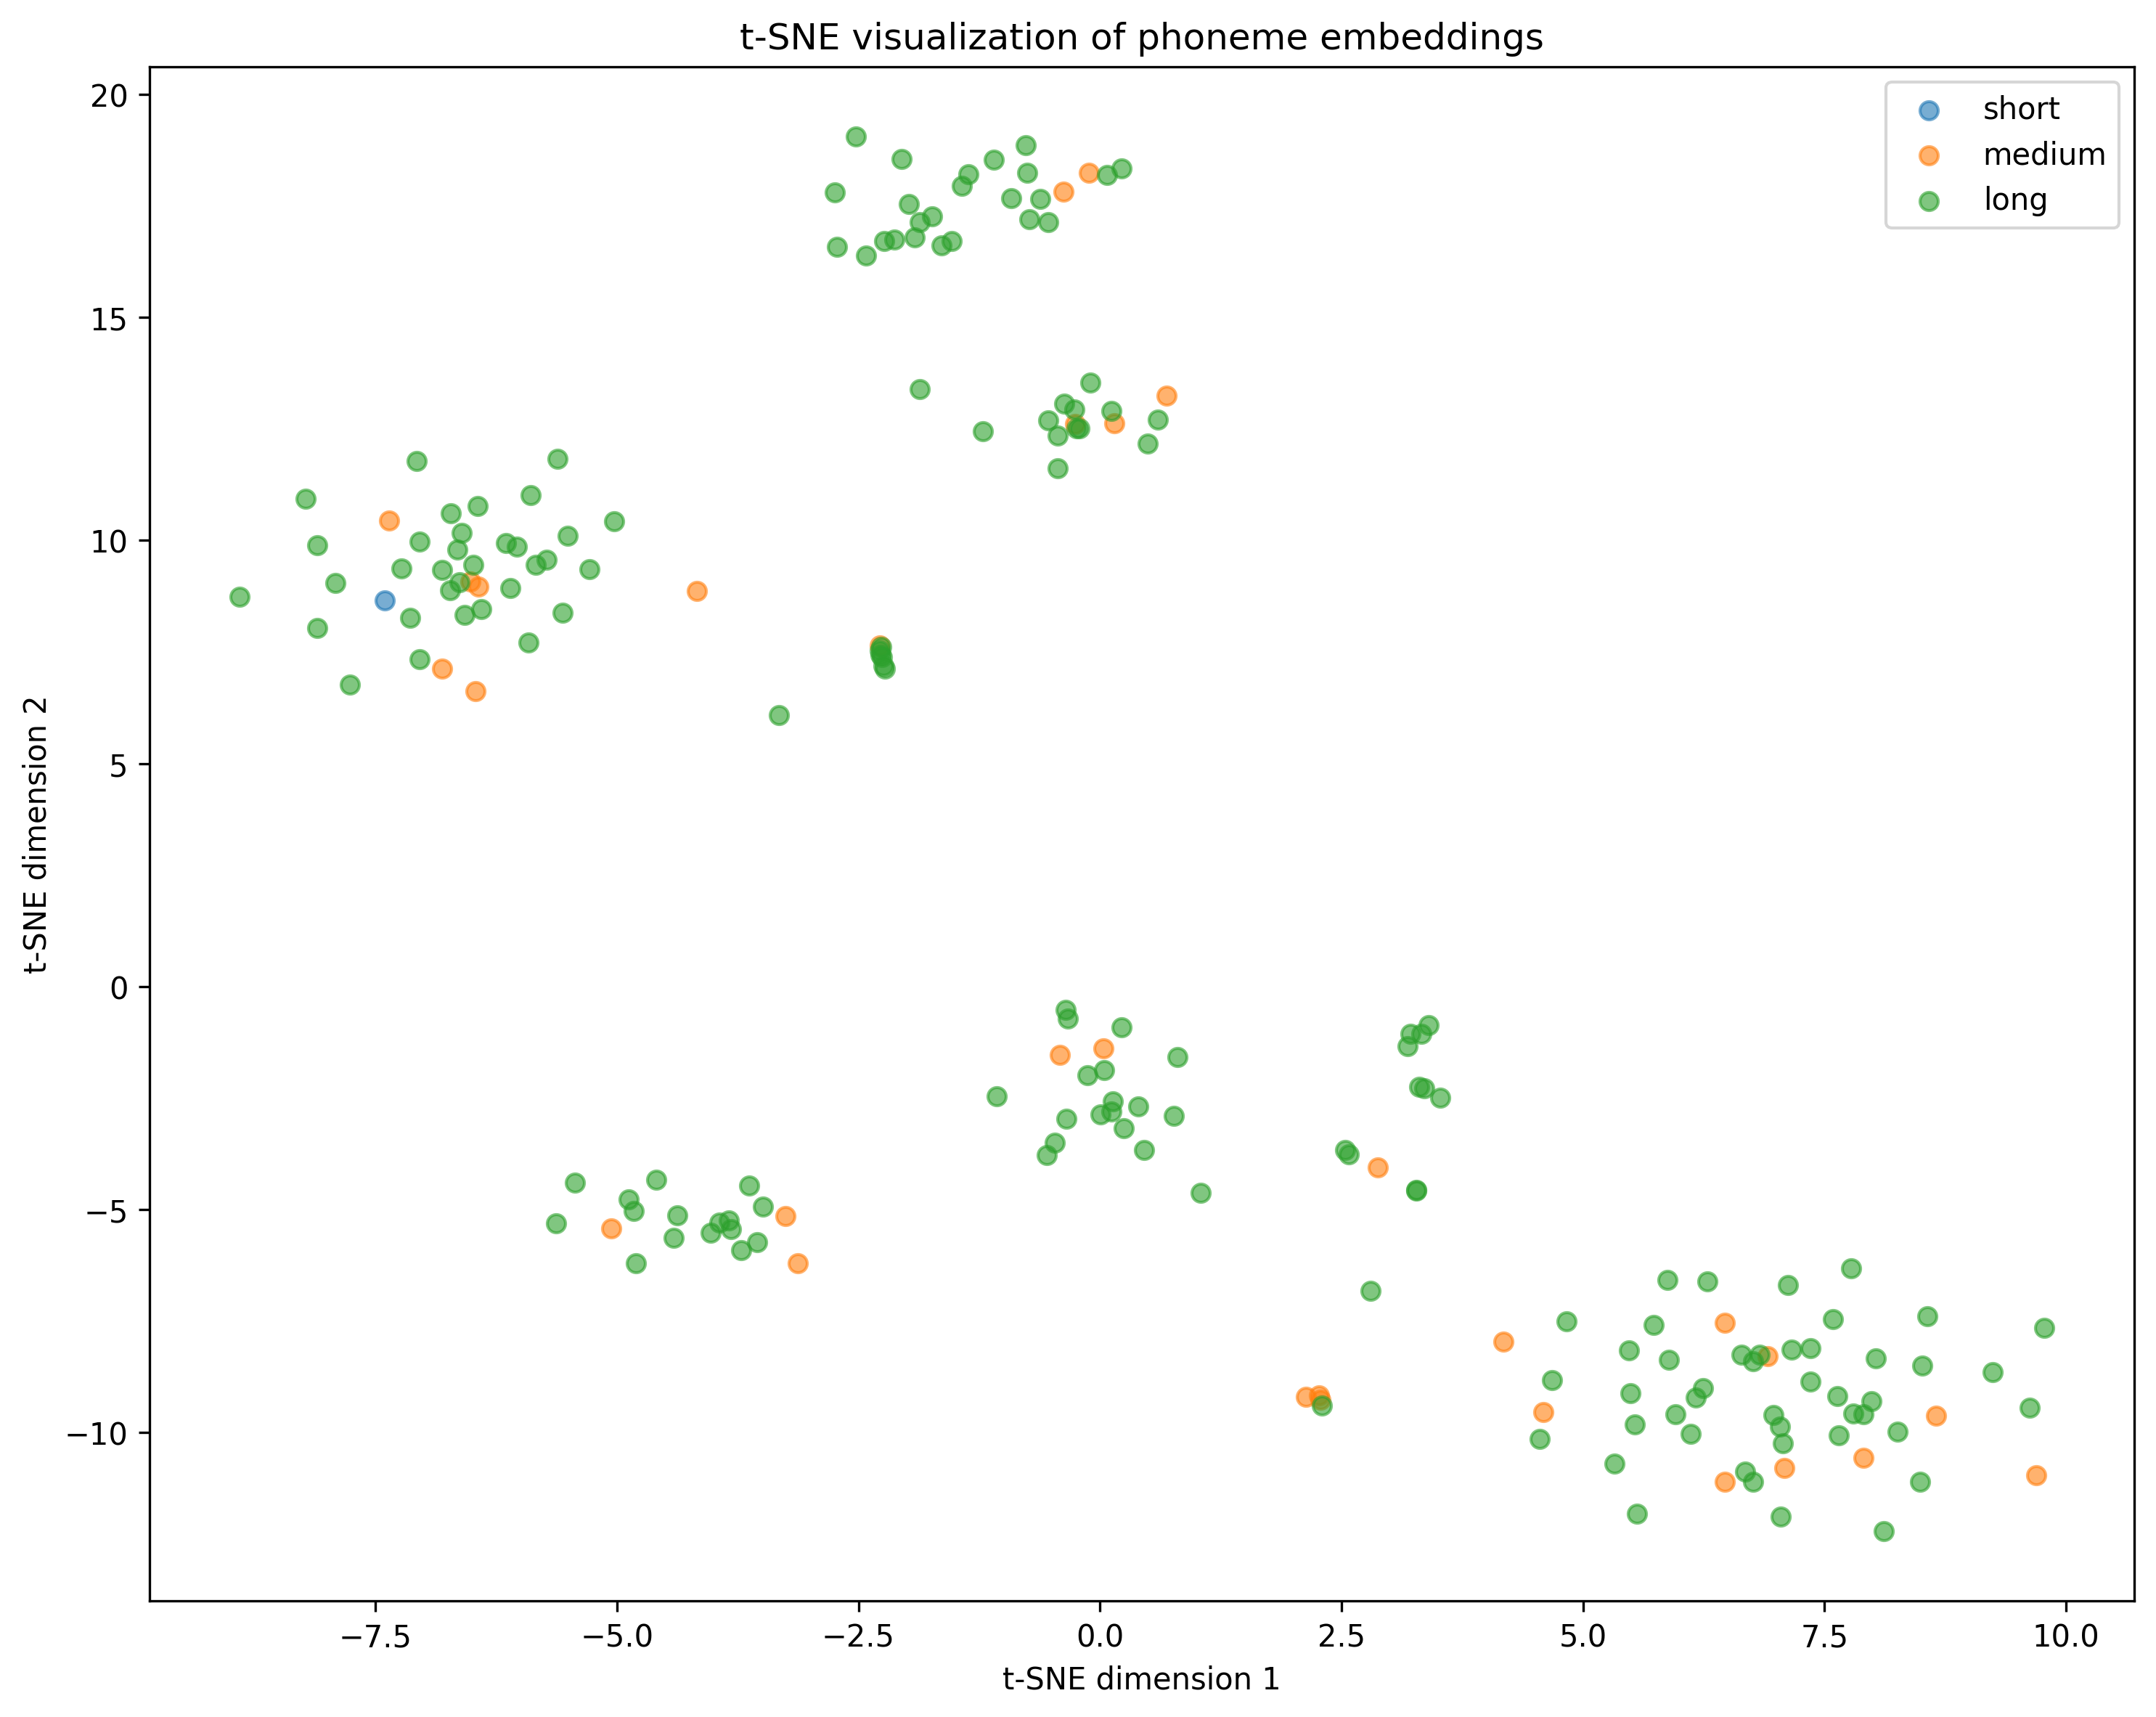 t-SNE visualization of phoneme embeddings
short
medium
long
20
15
10
5
0
−5
−10
t-SNE dimension 2
−7.5 −5.0 −2.5 0.0 2.5 5.0 7.5 10.0
t-SNE dimension 1